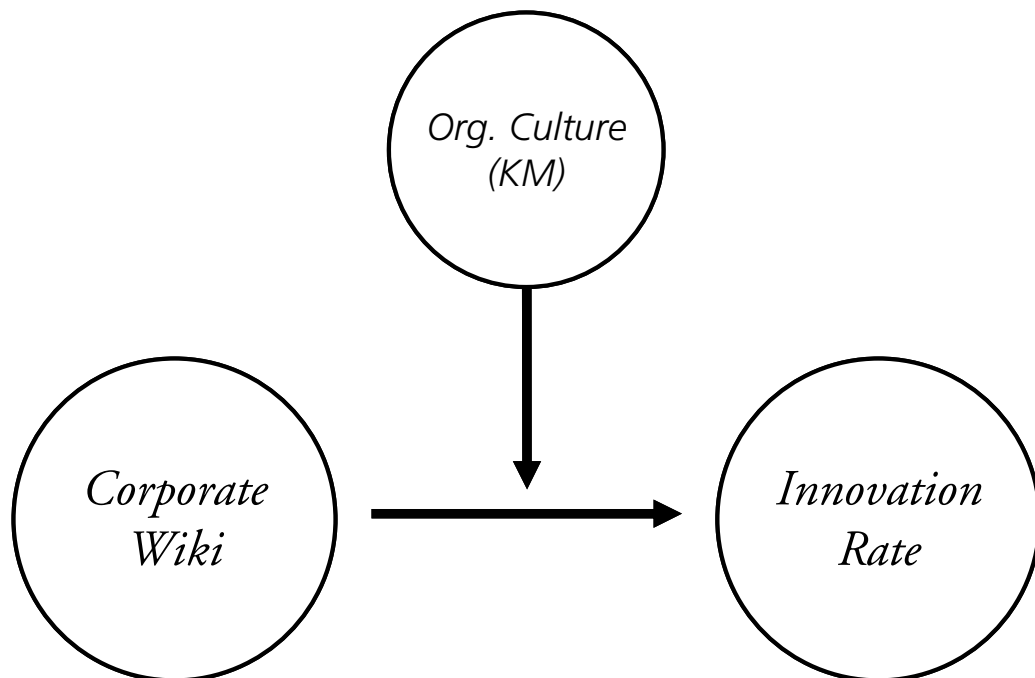 Org. Culture
(KM)
Corporate
Wiki
Innovation
Rate